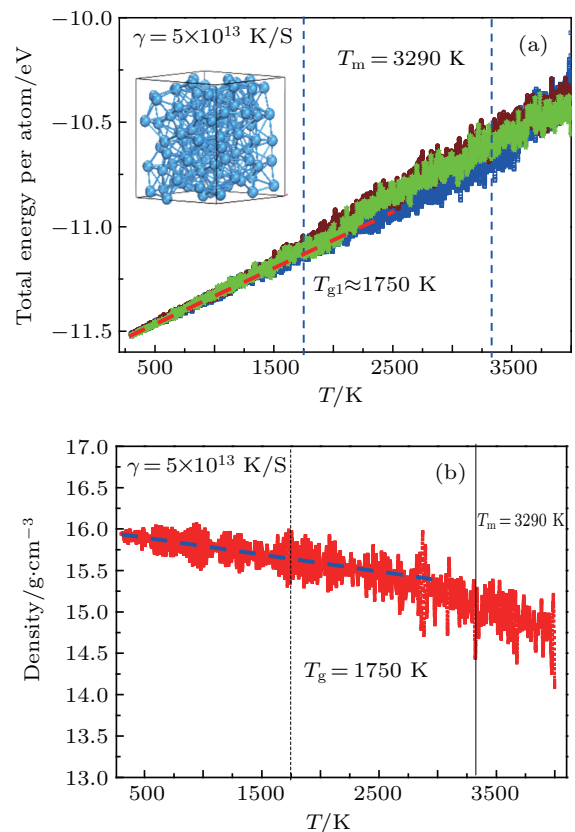 −10.0
−10.5
−11.0
−11.5
Total energy per atom/eV
γ = 5×10¹³ K/S
(a)
Tm = 3290 K
Tg1≈1750 K
500 1500 2500 3500
T/K
17.0
16.5
16.0
15.5
15.0
14.5
14.0
13.5
13.0
Density/g·cm⁻³
γ = 5×10¹³ K/S
(b)
Tm = 3290 K
Tg = 1750 K
500 1500 2500 3500
T/K